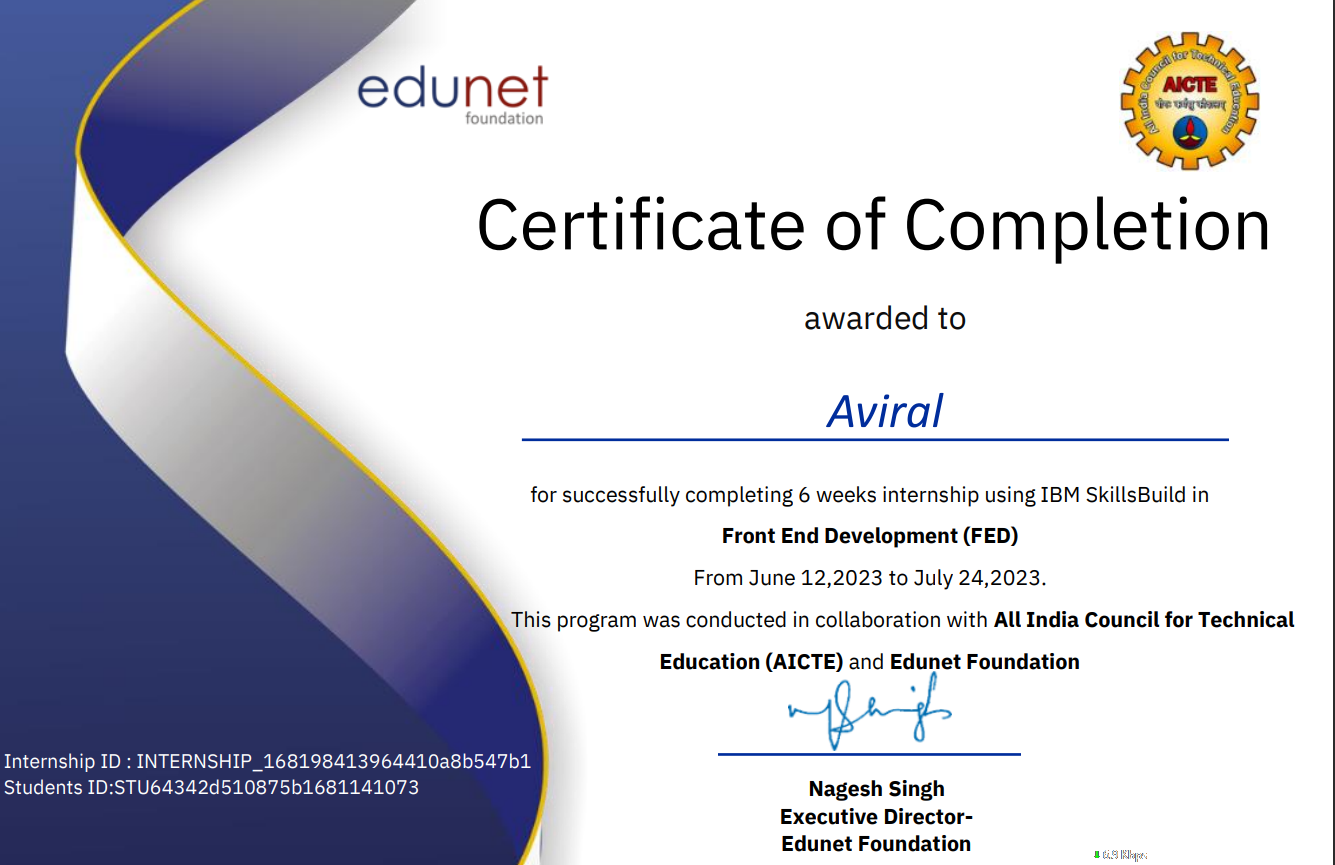 edunet
foundation
All India Council for Technical Education
AICTE
Certificate of Completion
awarded to
Aviral
for successfully completing 6 weeks internship using IBM SkillsBuild in
Front End Development (FED)
From June 12,2023 to July 24,2023.
This program was conducted in collaboration with All India Council for Technical
Education (AICTE) and Edunet Foundation
Internship ID : INTERNSHIP_168198413964410a8b547b1
Students ID:STU64342d510875b1681141073
Nagesh Singh
Executive Director-
Edunet Foundation